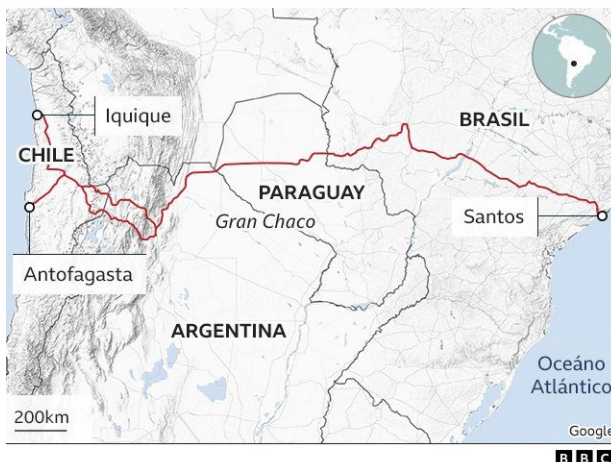 Iquique
BRASIL
CHILE
PARAGUAY
Gran Chaco
Santos
Antofagasta
ARGENTINA
Oceáno
Atlántico
200km
Google
BBC